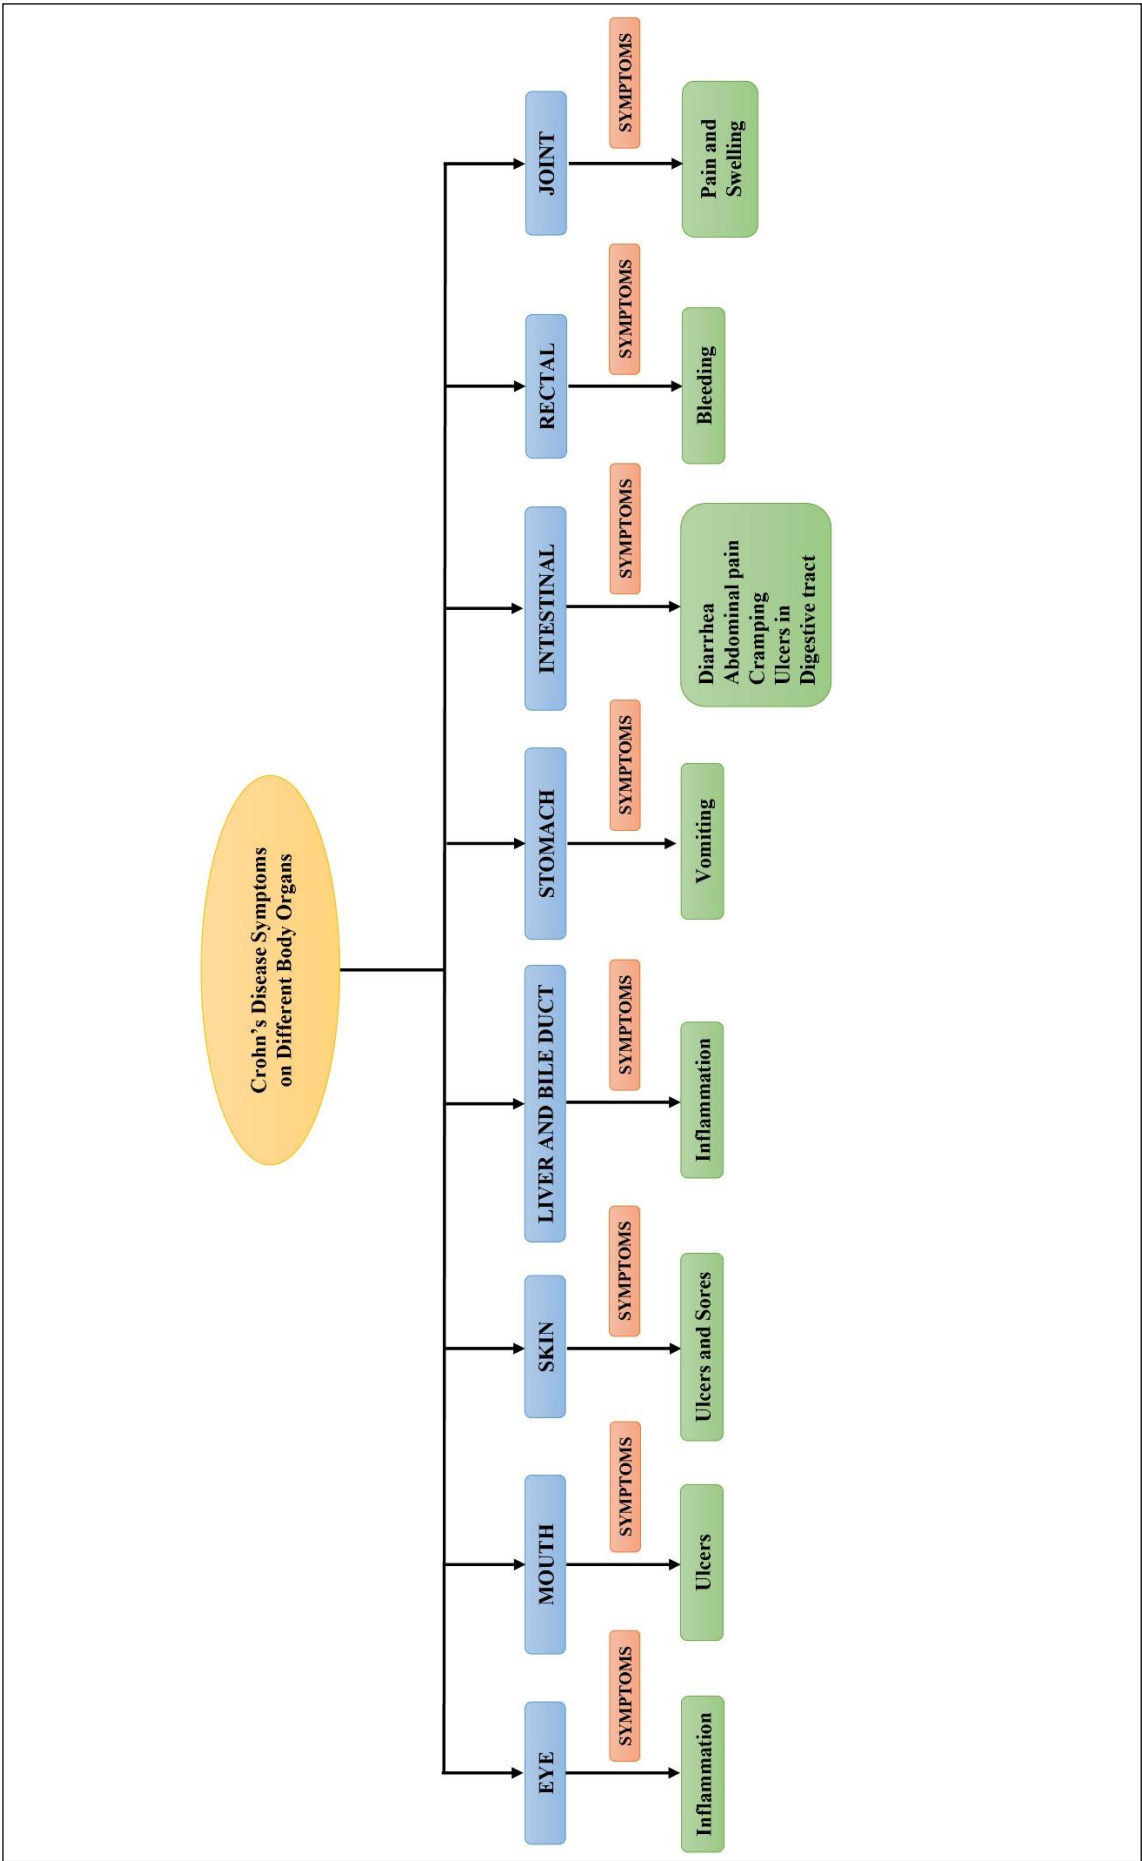 Crohn's Disease Symptoms
on Different Body Organs
EYE
MOUTH
SKIN
LIVER AND BILE DUCT
STOMACH
INTESTINAL
RECTAL
JOINT
SYMPTOMS
SYMPTOMS
SYMPTOMS
SYMPTOMS
SYMPTOMS
SYMPTOMS
SYMPTOMS
SYMPTOMS
Inflammation
Ulcers
Ulcers and Sores
Inflammation
Vomiting
Diarrhea
Abdominal pain
Cramping
Ulcers in
Digestive tract
Bleeding
Pain and
Swelling